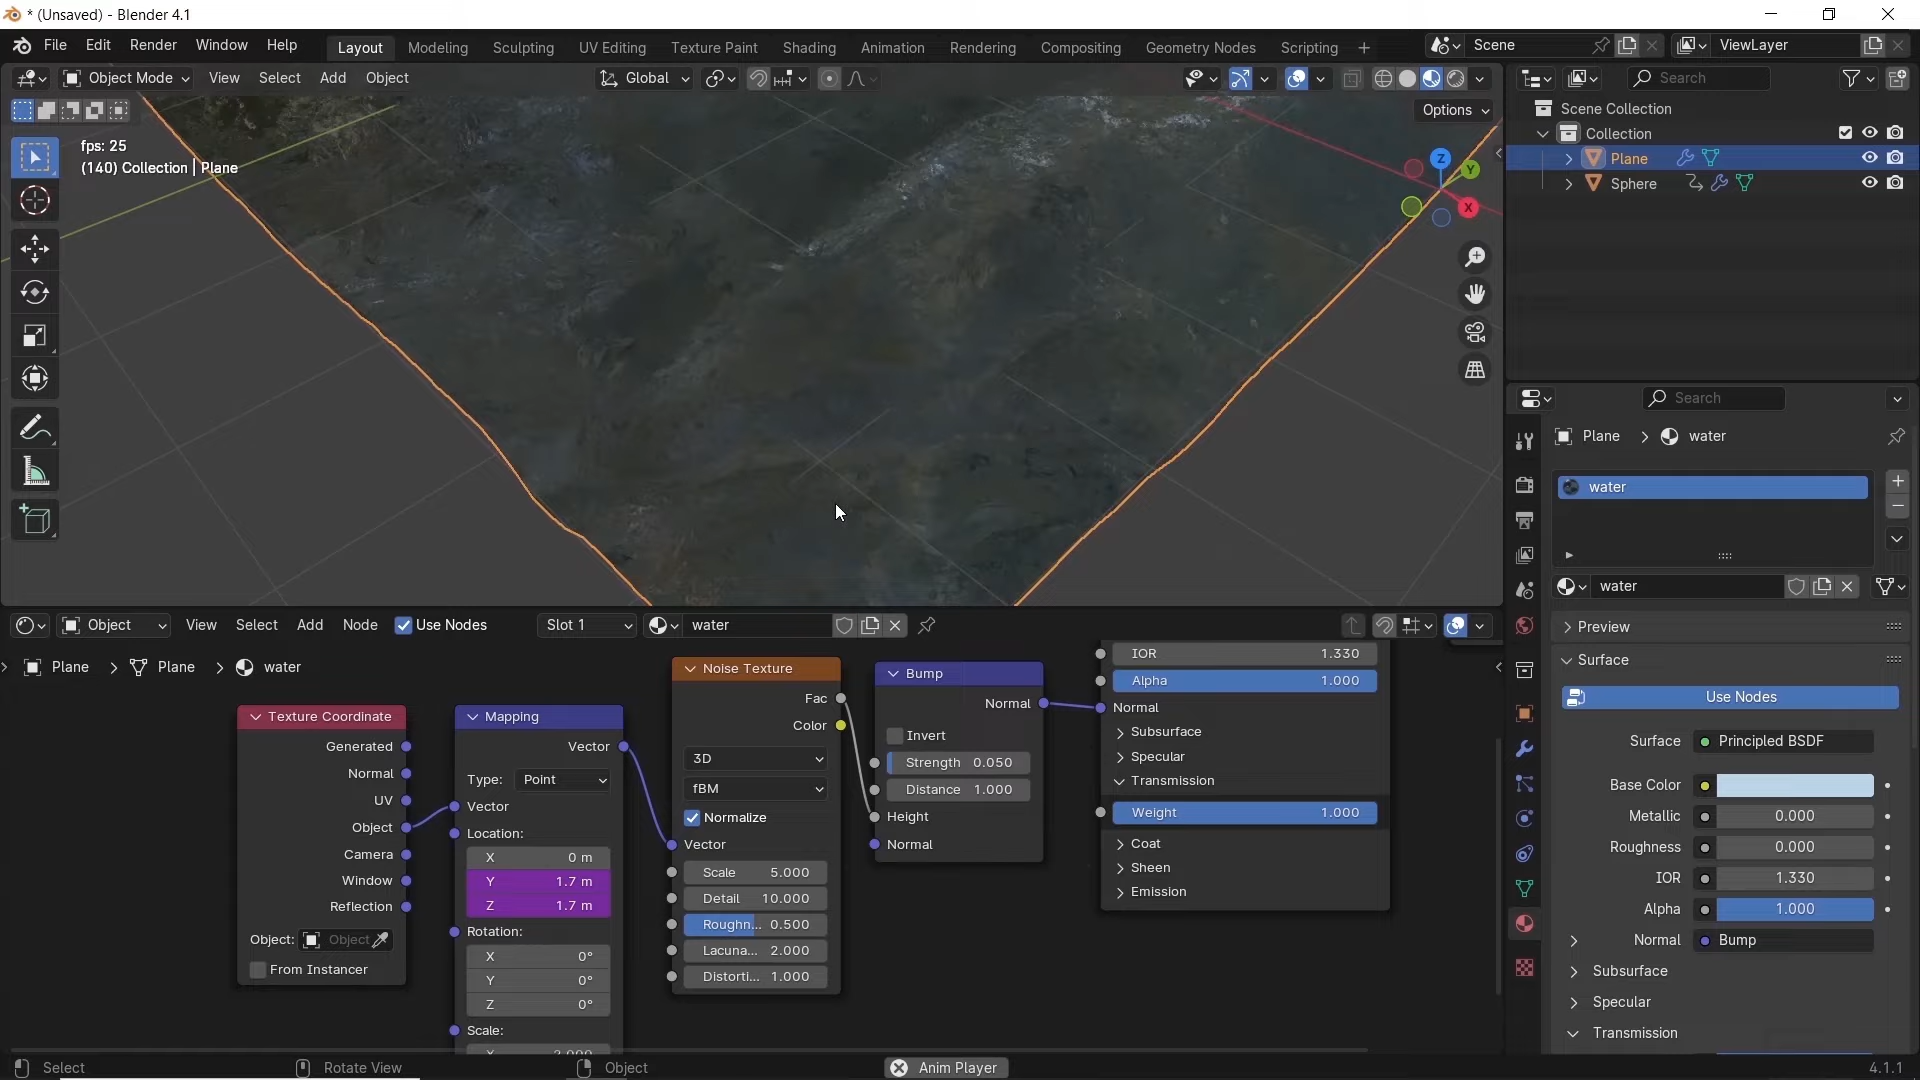 * (Unsaved) - Blender 4.1
File Edit Render Window Help Layout Modeling Sculpting UV Editing Texture Paint Shading Animation Rendering Compositing Geometry Nodes Scripting + Scene ViewLayer
Object Mode View Select Add Object Global Search
Options
Scene Collection
Collection
Plane
Sphere
fps: 25
(140) Collection | Plane
Z
Y
X
Search
Plane > water
water
water
Preview
Surface
Use Nodes
Surface Principled BSDF
Base Color
Metallic 0.000
Roughness 0.000
IOR 1.330
Alpha 1.000
Normal Bump
Subsurface
Specular
Transmission
Object View Select Add Node Use Nodes Slot 1 water
Plane > Plane > water
Texture Coordinate
Generated
Normal
UV
Object
Camera
Window
Reflection
Object: Object
From Instancer
Mapping
Vector
Type: Point
Vector
Location:
X 0 m
Y 1.7 m
Z 1.7 m
Rotation:
X 0°
Y 0°
Z 0°
Scale:
X 2.000
Noise Texture
Fac
Color
3D
fBM
Normalize
Vector
Scale 5.000
Detail 10.000
Roughn... 0.500
Lacuna... 2.000
Distorti... 1.000
Bump
Normal
Invert
Strength 0.050
Distance 1.000
Height
Normal
IOR 1.330
Alpha 1.000
Normal
Subsurface
Specular
Transmission
Weight 1.000
Coat
Sheen
Emission
Select Rotate View Object Anim Player 4.1.1